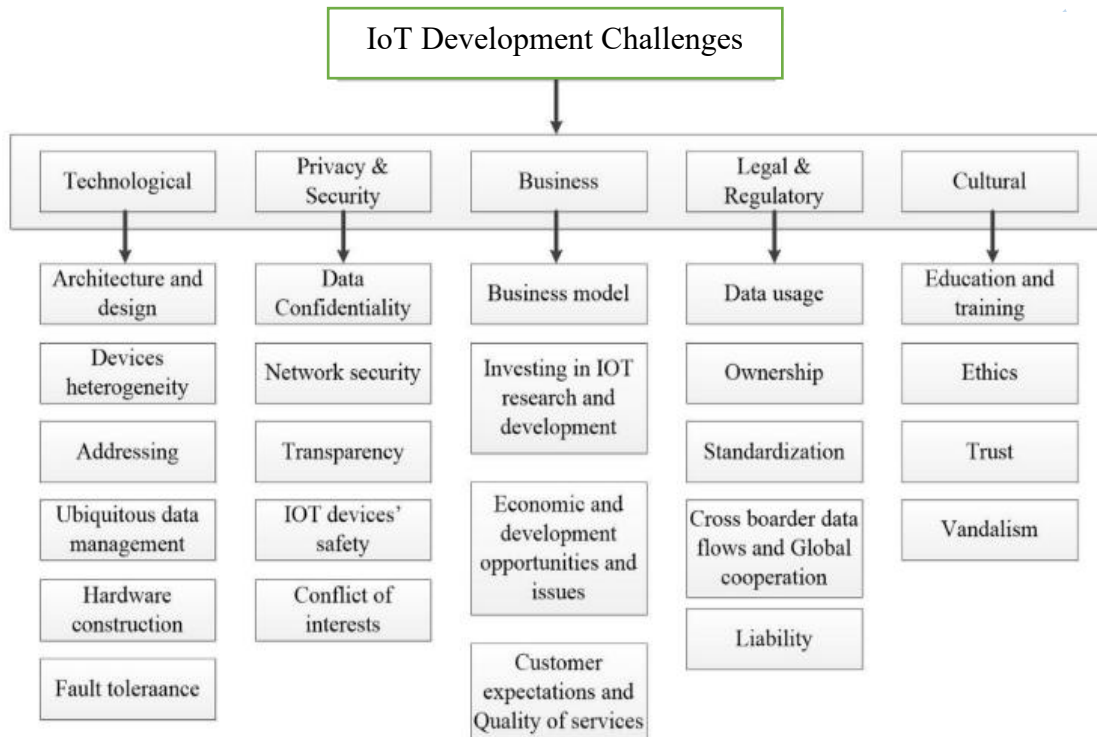 IoT Development Challenges
Technological
Privacy &
Security
Business
Legal &
Regulatory
Cultural
Architecture and
design
Devices
heterogeneity
Addressing
Ubiquitous data
management
Hardware
construction
Fault toleraance
Data
Confidentiality
Network security
Transparency
IOT devices'
safety
Conflict of
interests
Business model
Investing in IOT
research and
development
Economic and
development
opportunities and
issues
Customer
expectations and
Quality of services
Data usage
Ownership
Standardization
Cross boarder data
flows and Global
cooperation
Liability
Education and
training
Ethics
Trust
Vandalism